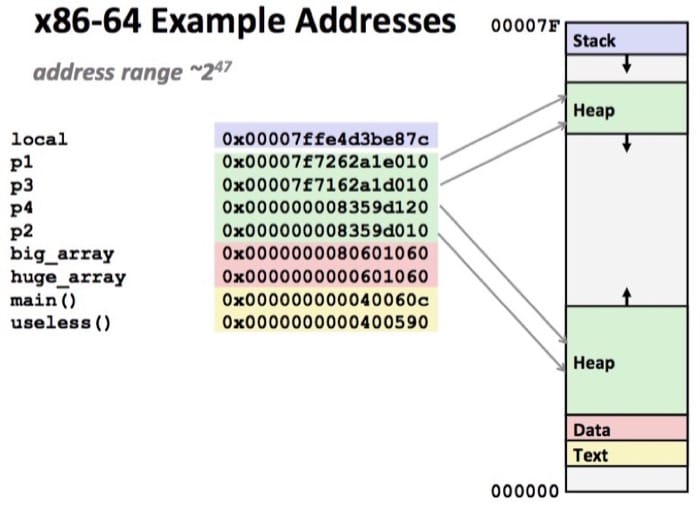 x86-64 Example Addresses
address range ~2^47
local 0x00007ffe4d3be87c
p1 0x00007f7262a1e010
p3 0x00007f7162a1d010
p4 0x000000008359d120
p2 0x000000008359d010
big_array 0x0000000080601060
huge_array 0x0000000000601060
main() 0x000000000040060c
useless() 0x0000000000400590
00007F
Stack
Heap
Heap
Data
Text
000000